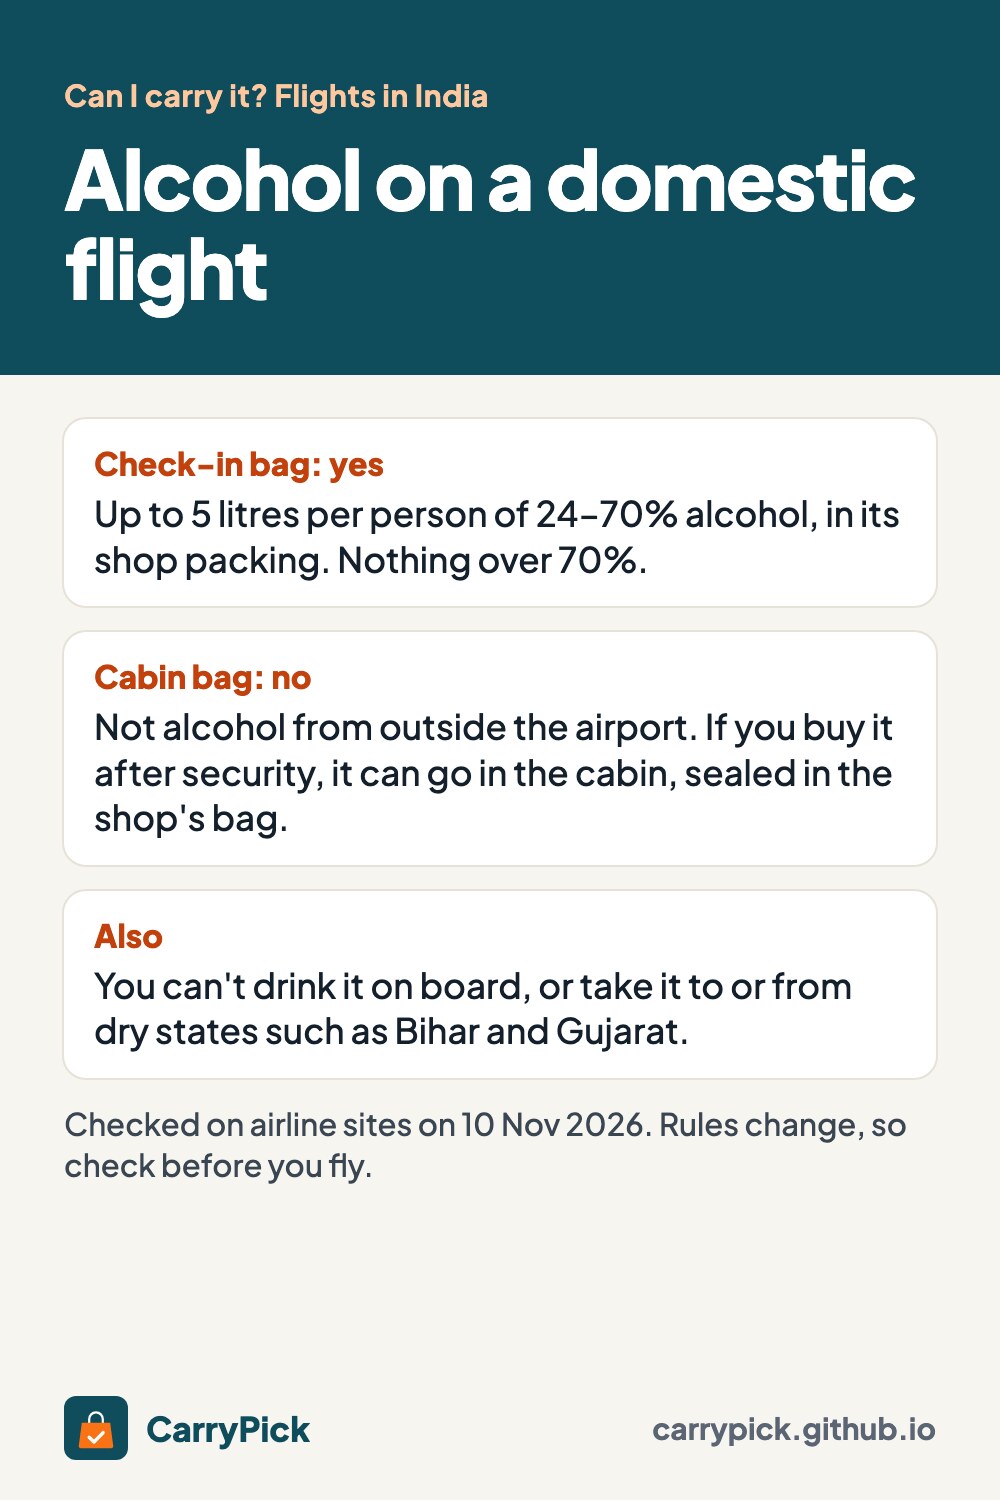 Can I carry it? Flights in India
Alcohol on a domestic
flight
Check-in bag: yes
Up to 5 litres per person of 24–70% alcohol, in its
shop packing. Nothing over 70%.
Cabin bag: no
Not alcohol from outside the airport. If you buy it
after security, it can go in the cabin, sealed in the
shop's bag.
Also
You can't drink it on board, or take it to or from
dry states such as Bihar and Gujarat.
Checked on airline sites on 10 Nov 2026. Rules change, so
check before you fly.
CarryPick
carrypick.github.io